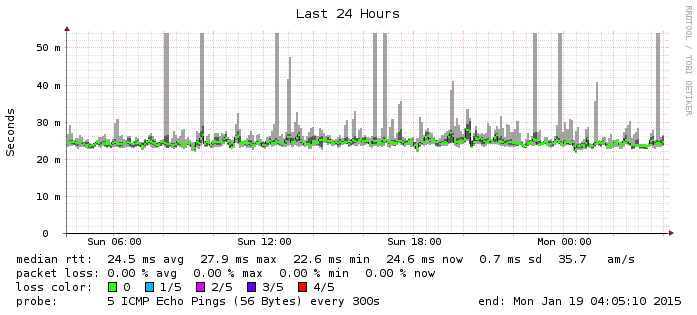 Last 24 Hours
RRDTOOL / TOBI OETIKER
Seconds
50 m
40 m
30 m
20 m
10 m
0
Sun 06:00 Sun 12:00 Sun 18:00 Mon 00:00
median rtt: 24.5 ms avg 27.9 ms max 22.6 ms min 24.6 ms now 0.7 ms sd 35.7 am/s
packet loss: 0.00 % avg 0.00 % max 0.00 % min 0.00 % now
loss color: 0 1/5 2/5 3/5 4/5
probe: 5 ICMP Echo Pings (56 Bytes) every 300s end: Mon Jan 19 04:05:10 2015